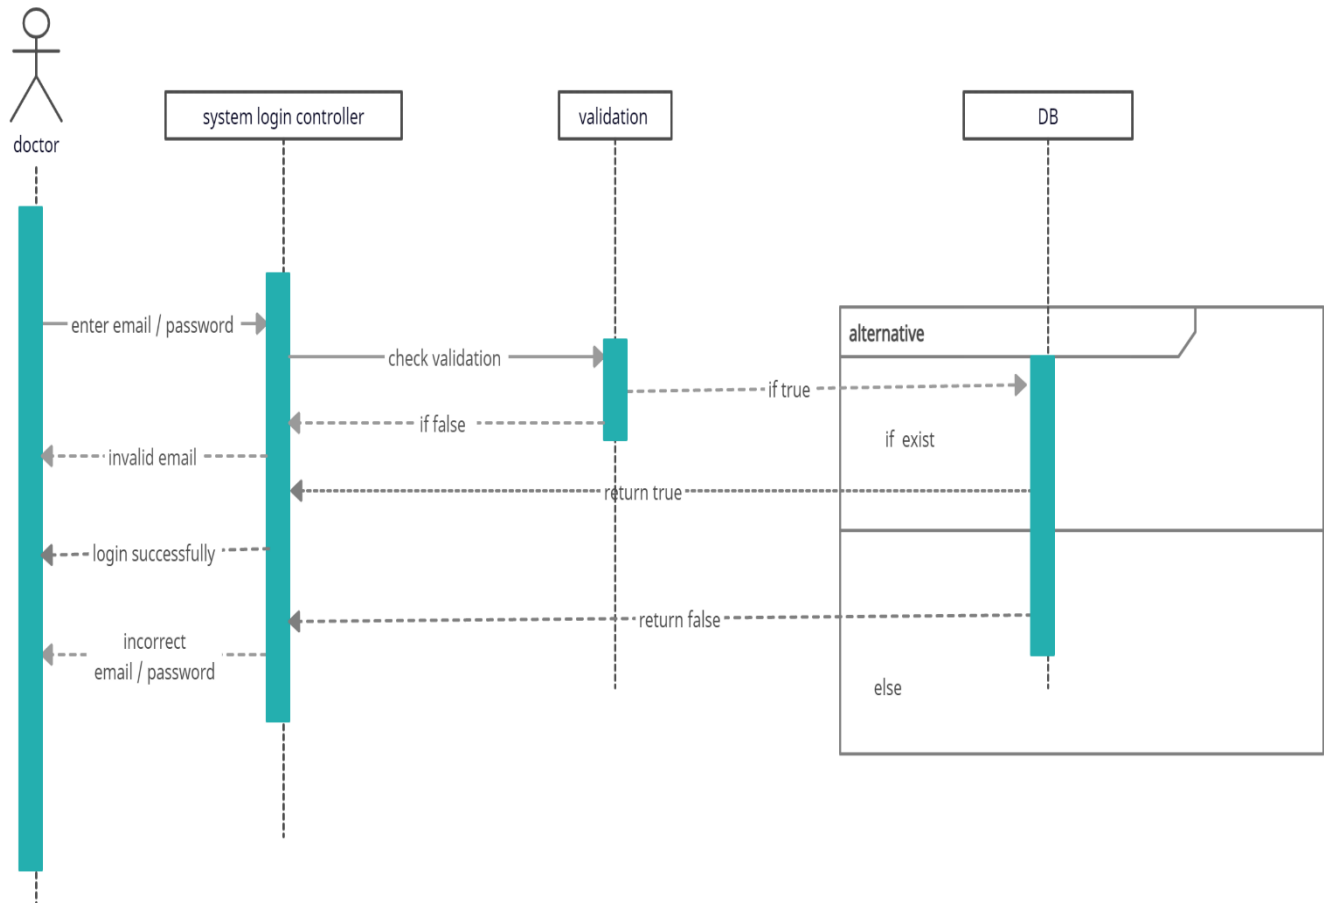 doctor
system login controller
validation
DB
enter email / password
alternative
check validation
if true
if false
if exist
invalid email
return true
login successfully
return false
incorrect
email / password
else